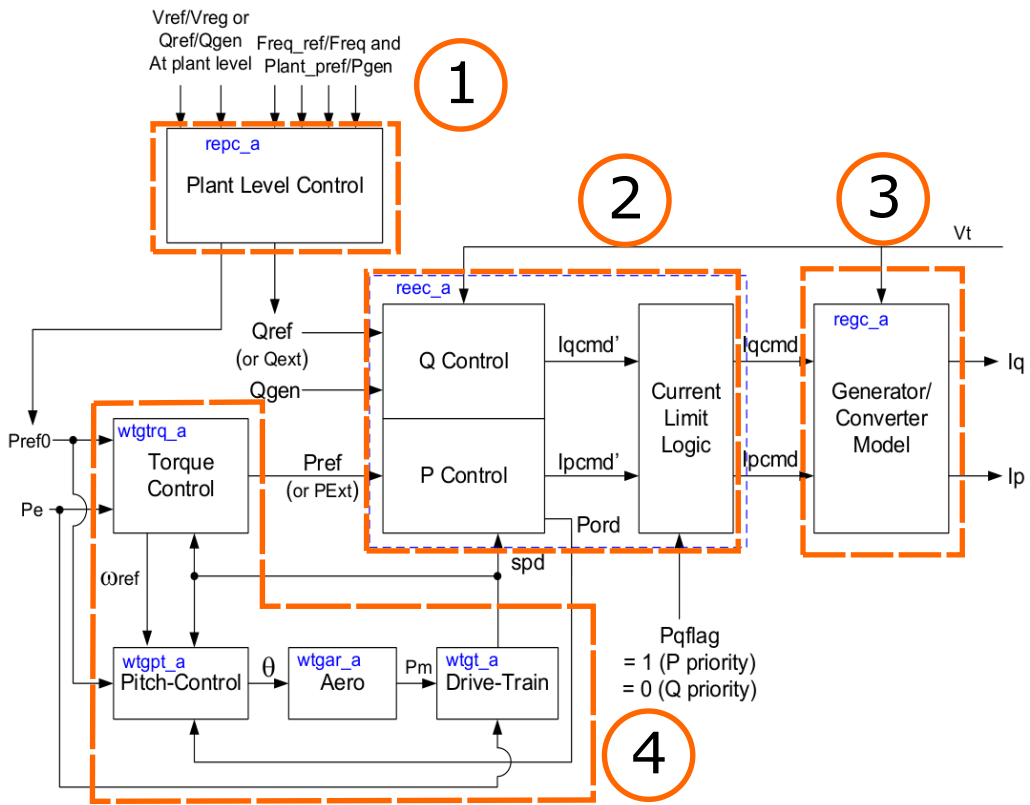 Vref/Vreg or
Qref/Qgen
At plant level
Freq_ref/Freq and
Plant_pref/Pgen
1
repc_a
Plant Level Control
2
3
Vt
reec_a
regc_a
Qref
(or Qext)
Qgen
Q Control
Iqcmd’
Iqcmd
Iq
Current
Limit
Logic
Generator/
Converter
Model
Pref0
wtgtrq_a
Torque
Control
Pref
(or PExt)
P Control
Ipcmd’
Ipcmd
Ip
Pe
Pord
ωref
spd
Pqflag
= 1 (P priority)
= 0 (Q priority)
wtgpt_a
Pitch-Control
θ
wtgar_a
Aero
Pm
wtgt_a
Drive-Train
4